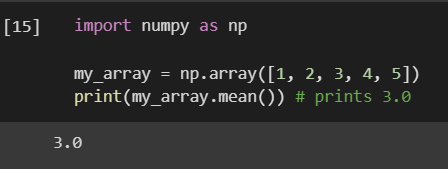 [15] import numpy as np
my_array = np.array([1, 2, 3, 4, 5])
print(my_array.mean()) # prints 3.0
3.0